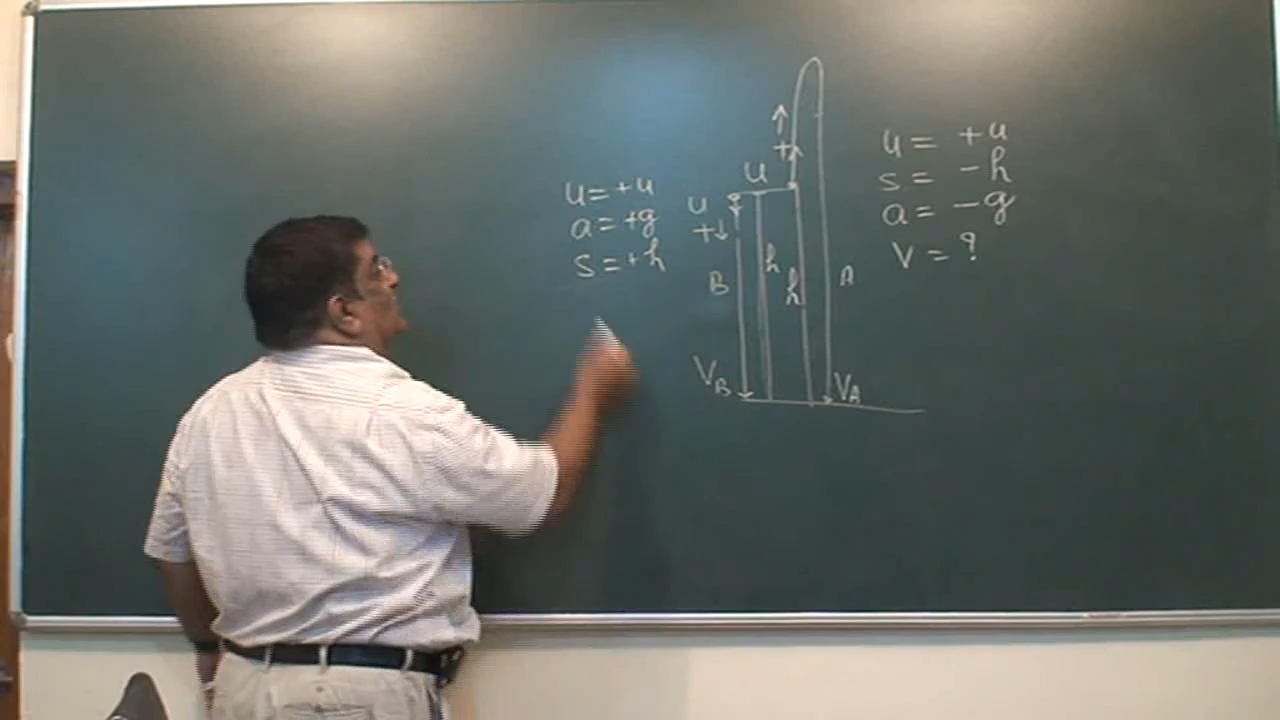 u = +u
a = +g
s = +h
u
+
u
+
B
h
h
A
V_B
V_A
u = +u
s = -h
a = -g
v = ?